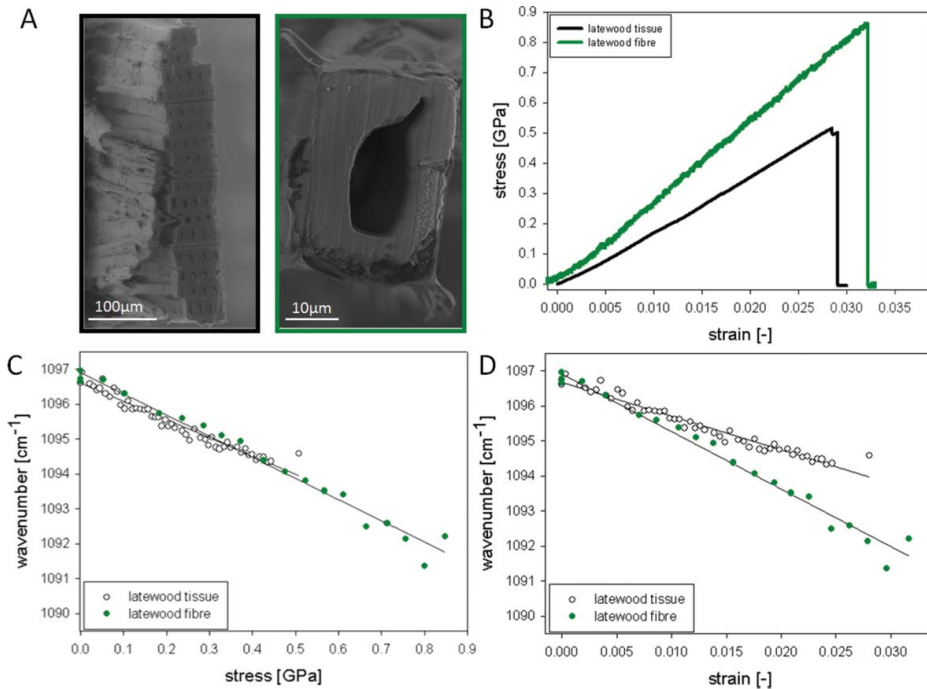 A
100µm
10µm
B
latewood tissue
latewood fibre
stress [GPa]
0.9
0.8
0.7
0.6
0.5
0.4
0.3
0.2
0.1
0.0
0.000 0.005 0.010 0.015 0.020 0.025 0.030 0.035
strain [-]
C
wavenumber [cm⁻¹]
1097
1096
1095
1094
1093
1092
1091
1090
latewood tissue
latewood fibre
0.0 0.1 0.2 0.3 0.4 0.5 0.6 0.7 0.8 0.9
stress [GPa]
D
wavenumber [cm⁻¹]
1097
1096
1095
1094
1093
1092
1091
1090
latewood tissue
latewood fibre
0.000 0.005 0.010 0.015 0.020 0.025 0.030
strain [-]